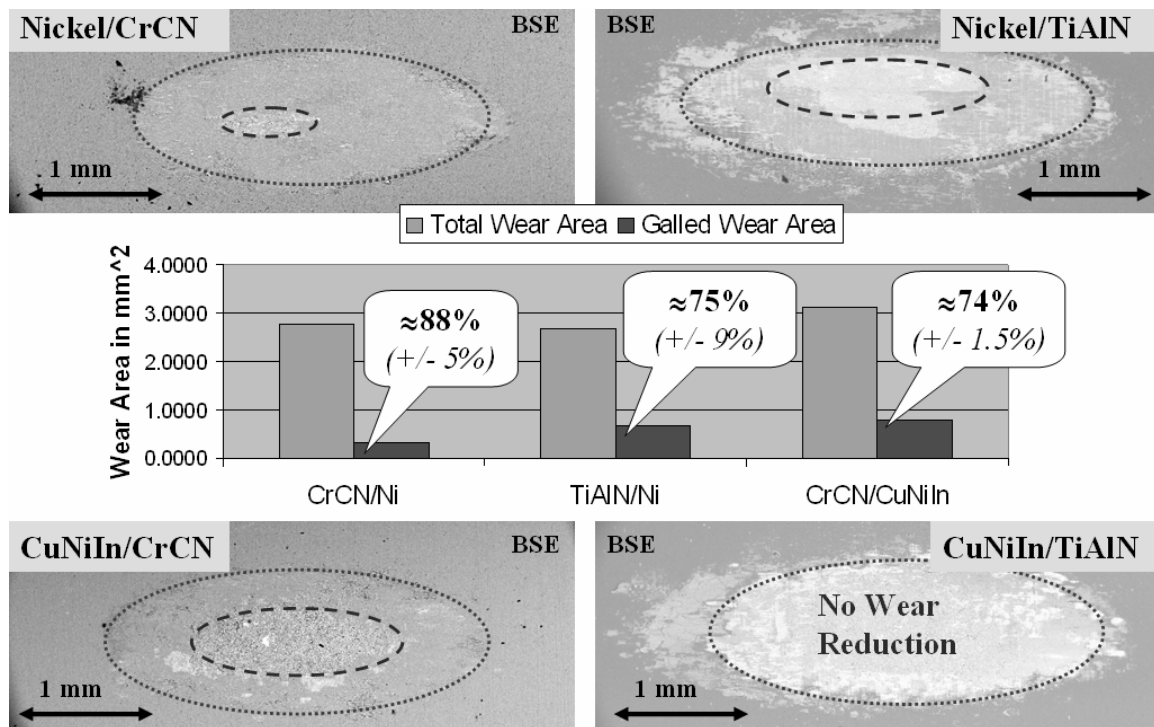 Nickel/CrCN
BSE
1 mm
BSE
Nickel/TiAlN
1 mm
Total Wear Area
Galled Wear Area
Wear Area in mm^2
4.0000
3.0000
2.0000
1.0000
0.0000
≈88%
(+/- 5%)
≈75%
(+/- 9%)
≈74%
(+/- 1.5%)
CrCN/Ni
TiAlN/Ni
CrCN/CuNiIn
CuNiIn/CrCN
BSE
1 mm
BSE
CuNiIn/TiAlN
No Wear
Reduction
1 mm